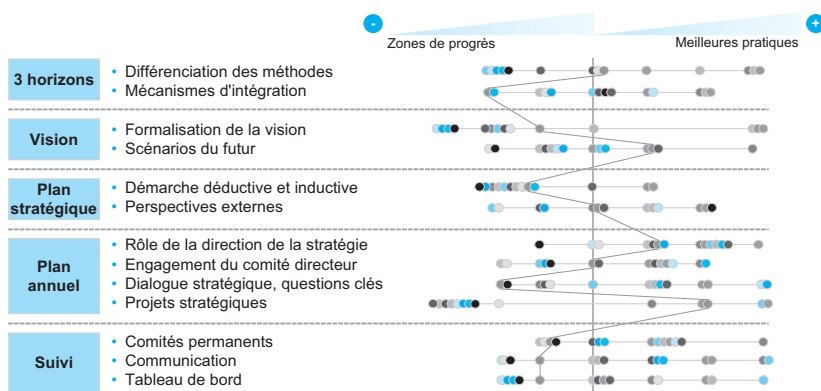 -
+
Zones de progrès
Meilleures pratiques
3 horizons
• Différenciation des méthodes
• Mécanismes d'intégration
Vision
• Formalisation de la vision
• Scénarios du futur
Plan
stratégique
• Démarche déductive et inductive
• Perspectives externes
Plan
annuel
• Rôle de la direction de la stratégie
• Engagement du comité directeur
• Dialogue stratégique, questions clés
• Projets stratégiques
Suivi
• Comités permanents
• Communication
• Tableau de bord